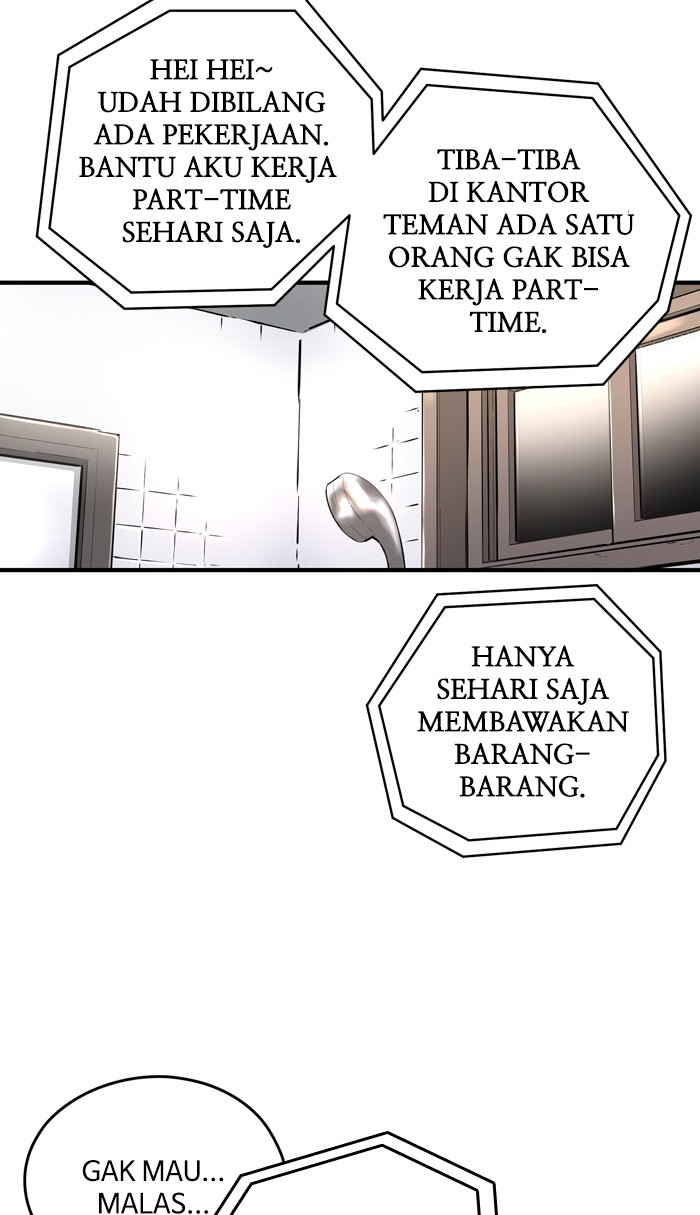 HEI HEI~
UDAH DIBILANG
ADA PEKERJAAN.
BANTU AKU KERJA
PART-TIME
SEHARI SAJA.
TIBA-TIBA
DI KANTOR
TEMAN ADA SATU
ORANG GAK BISA
KERJA PART-
TIME.
HANYA
SEHARI SAJA
MEMBAWAKAN
BARANG-
BARANG.
GAK MAU...
MALAS...